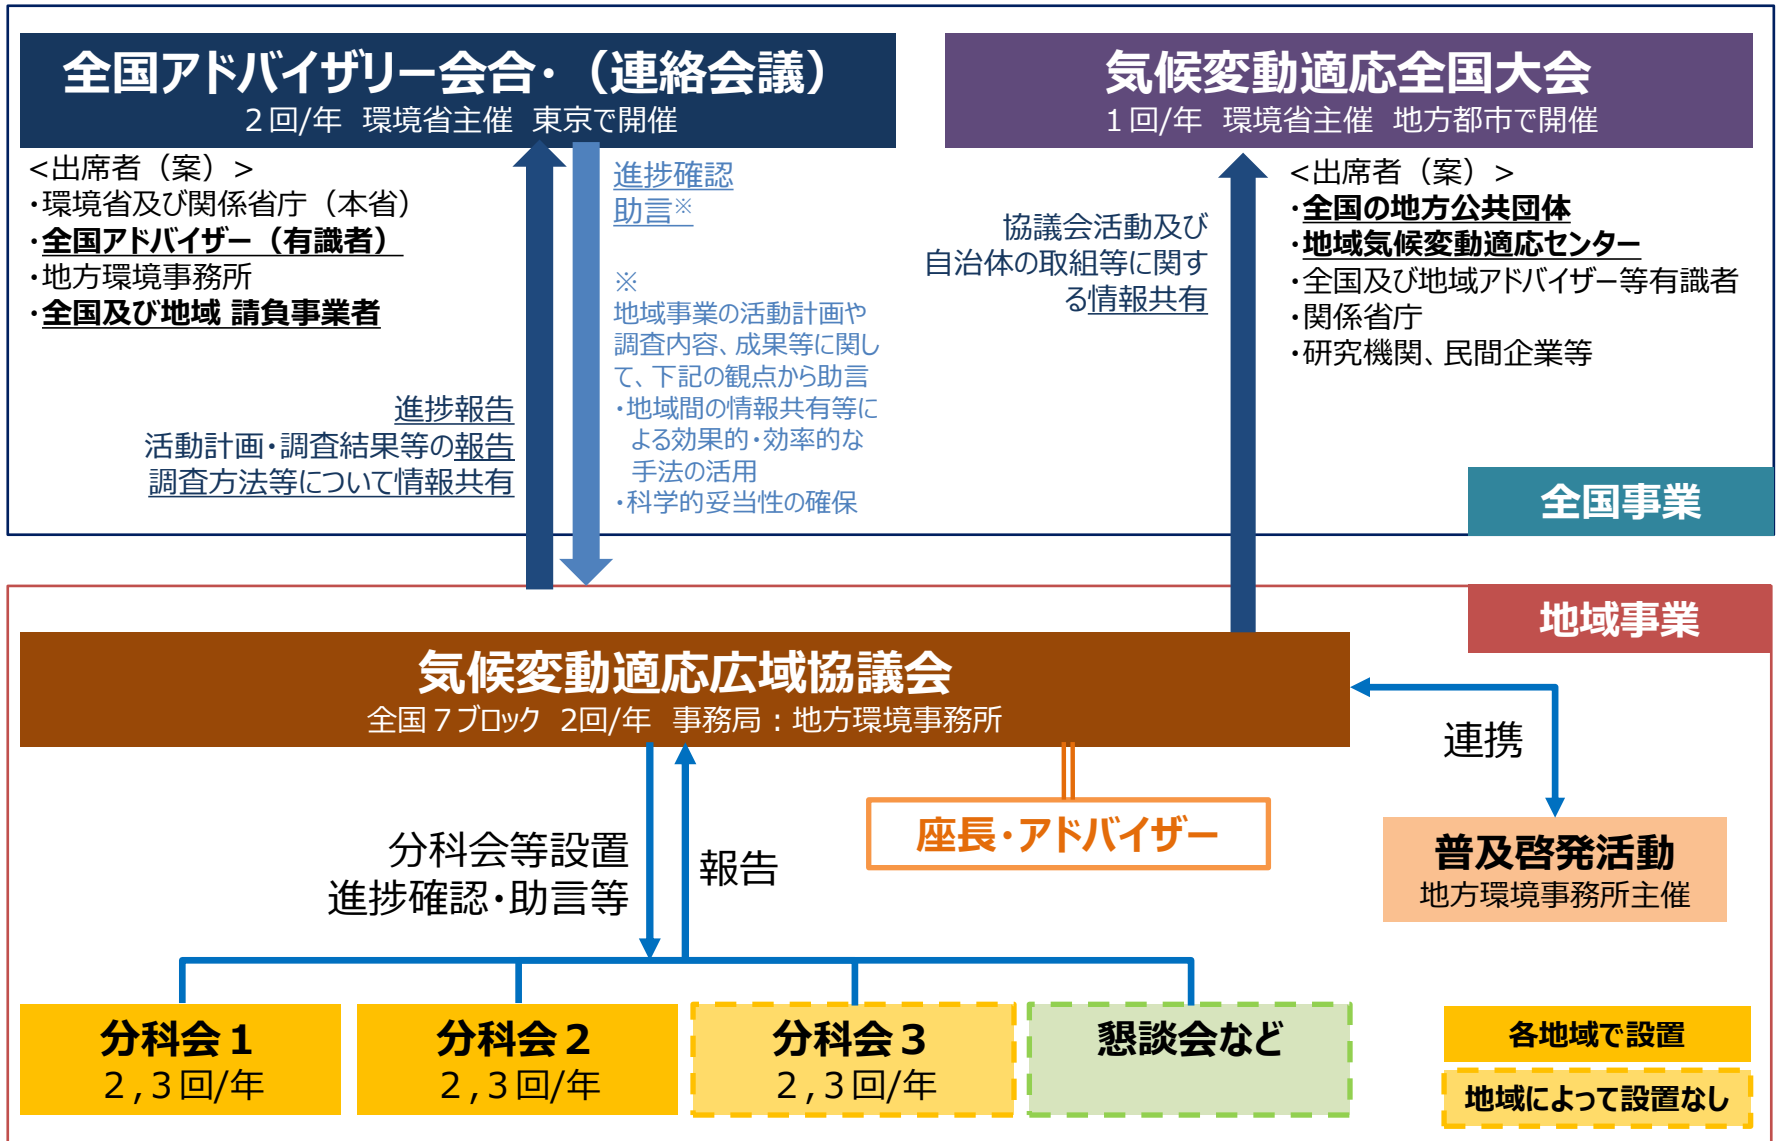 全国アドバイザリー会合・（連絡会議）
２回/年　環境省主催　東京で開催
<出席者（案）>
・環境省及び関係省庁（本省）
・全国アドバイザー（有識者）
・地方環境事務所
・全国及び地域 請負事業者
進捗報告
活動計画・調査結果等の報告
調査方法等について情報共有
進捗確認
助言※
※
地域事業の活動計画や
調査内容、成果等に関し
て、下記の観点から助言
・地域間の情報共有等に
よる効果的・効率的な
手法の活用
・科学的妥当性の確保
気候変動適応全国大会
１回/年　環境省主催　地方都市で開催
協議会活動及び
自治体の取組等に関す
る情報共有
<出席者（案）>
・全国の地方公共団体
・地域気候変動適応センター
・全国及び地域アドバイザー等有識者
・関係省庁
・研究機関、民間企業等
全国事業
地域事業
気候変動適応広域協議会
全国７ブロック　2回/年　事務局：地方環境事務所
連携
分科会等設置
進捗確認・助言等
報告
座長・アドバイザー
普及啓発活動
地方環境事務所主催
分科会１
２,３回/年
分科会２
２,３回/年
分科会３
２,３回/年
懇談会など
各地域で設置
地域によって設置なし